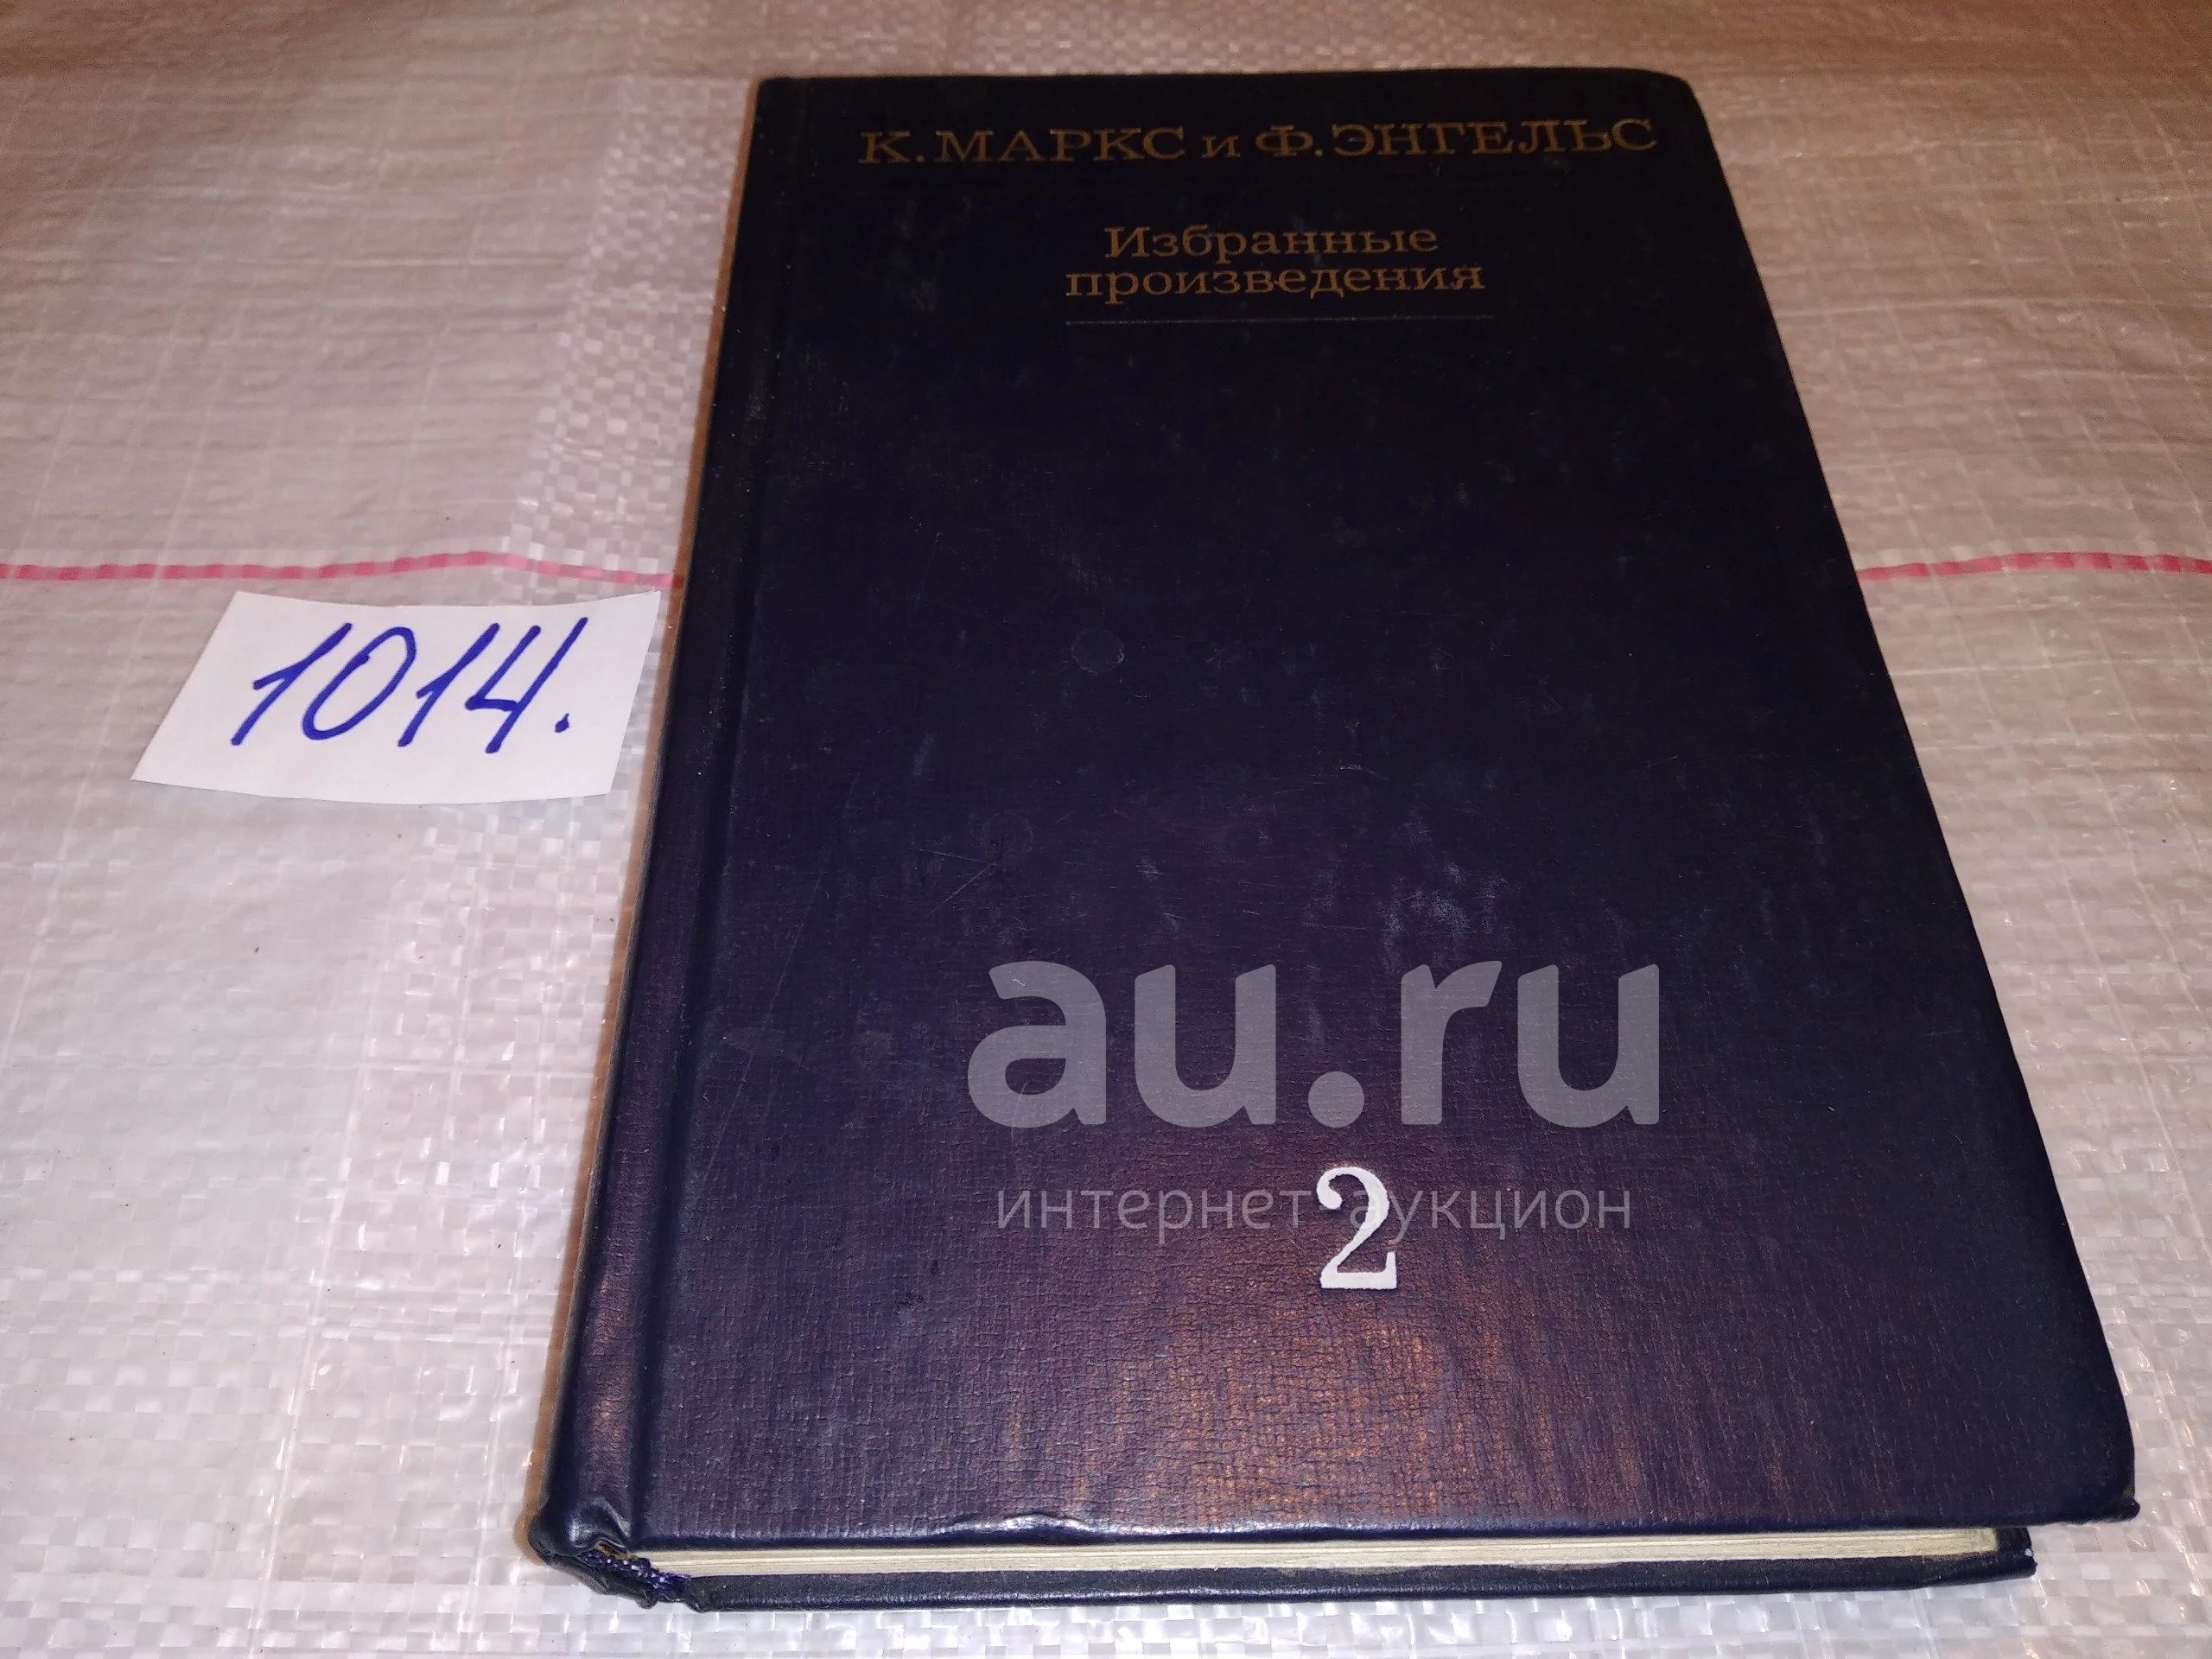 К. МАРКС и Ф. ЭНГЕЛЬС
Избранные
произведения
1014.
au.ru
интернет аукцион
2